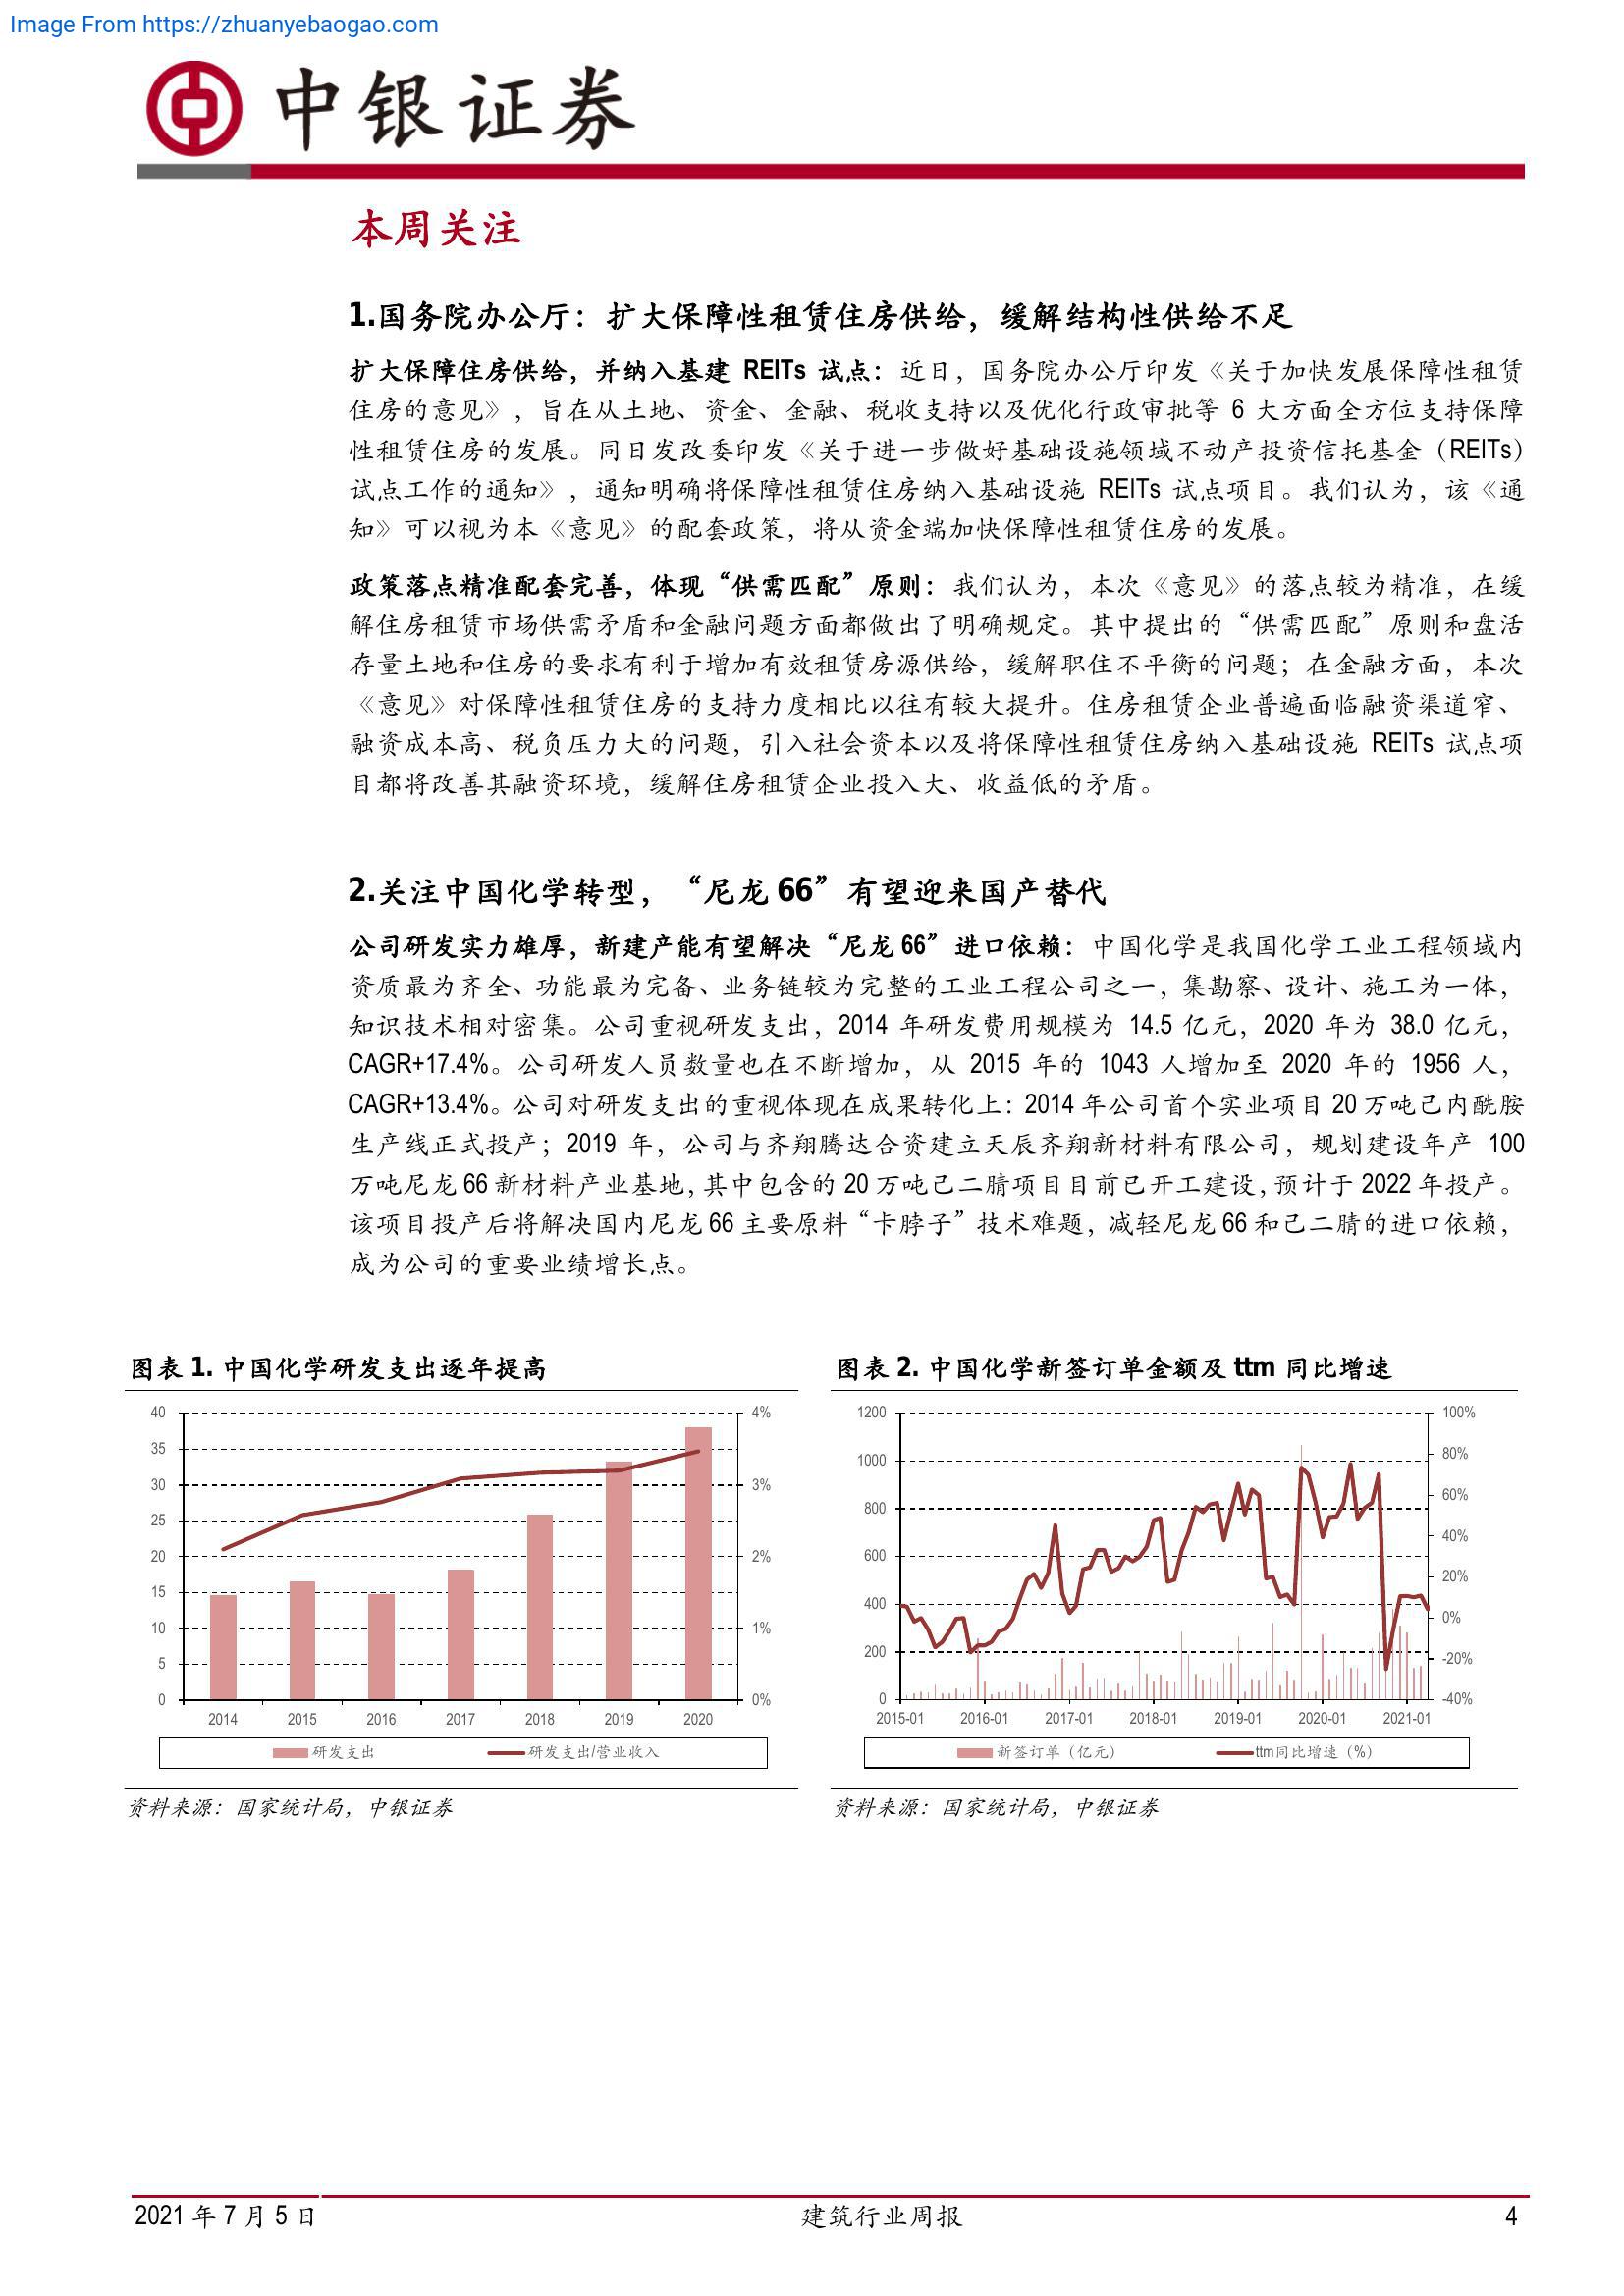 Image From https://zhuanyebaogao.com
中银证券
本周关注
1.国务院办公厅：扩大保障性租赁住房供给，缓解结构性供给不足
扩大保障住房供给，并纳入基建 REITs 试点：近日，国务院办公厅印发《关于加快发展保障性租赁
住房的意见》，旨在从土地、资金、金融、税收支持以及优化行政审批等 6 大方面全方位支持保障
性租赁住房的发展。同日发改委印发《关于进一步做好基础设施领域不动产投资信托基金（REITs）
试点工作的通知》，通知明确将保障性租赁住房纳入基础设施 REITs 试点项目。我们认为，该《通
知》可以视为本《意见》的配套政策，将从资金端加快保障性租赁住房的发展。
政策落点精准配套完善，体现“供需匹配”原则：我们认为，本次《意见》的落点较为精准，在缓
解住房租赁市场供需矛盾和金融问题方面都做出了明确规定。其中提出的“供需匹配”原则和盘活
存量土地和住房的要求有利于增加有效租赁房源供给，缓解职住不平衡的问题；在金融方面，本次
《意见》对保障性租赁住房的支持力度相比以往有较大提升。住房租赁企业普遍面临融资渠道窄、
融资成本高、税负压力大的问题，引入社会资本以及将保障性租赁住房纳入基础设施 REITs 试点项
目都将改善其融资环境，缓解住房租赁企业投入大、收益低的矛盾。
2.关注中国化学转型，“尼龙 66”有望迎来国产替代
公司研发实力雄厚，新建产能有望解决“尼龙 66”进口依赖：中国化学是我国化学工业工程领域内
资质最为齐全、功能最为完备、业务链较为完整的工业工程公司之一，集勘察、设计、施工为一体，
知识技术相对密集。公司重视研发支出，2014 年研发费用规模为 14.5 亿元，2020 年为 38.0 亿元，
CAGR+17.4%。公司研发人员数量也在不断增加，从 2015 年的 1043 人增加至 2020 年的 1956 人，
CAGR+13.4%。公司对研发支出的重视体现在成果转化上：2014 年公司首个实业项目 20 万吨己内酰胺
生产线正式投产；2019 年，公司与齐翔腾达合资建立天辰齐翔新材料有限公司，规划建设年产 100
万吨尼龙 66 新材料产业基地，其中包含的 20 万吨己二腈项目目前已开工建设，预计于 2022 年投产。
该项目投产后将解决国内尼龙 66 主要原料“卡脖子”技术难题，减轻尼龙 66 和己二腈的进口依赖，
成为公司的重要业绩增长点。
图表 1. 中国化学研发支出逐年提高
40
35
30
25
20
15
10
5
0
4%
3%
2%
1%
0%
2014 2015 2016 2017 2018 2019 2020
研发支出 研发支出/营业收入
资料来源：国家统计局，中银证券
图表 2. 中国化学新签订单金额及 ttm 同比增速
1200
1000
800
600
400
200
0
100%
80%
60%
40%
20%
0%
-20%
-40%
2015-01 2016-01 2017-01 2018-01 2019-01 2020-01 2021-01
新签订单（亿元） ttm同比增速（%）
资料来源：国家统计局，中银证券
2021 年 7 月 5 日 建筑行业周报 4